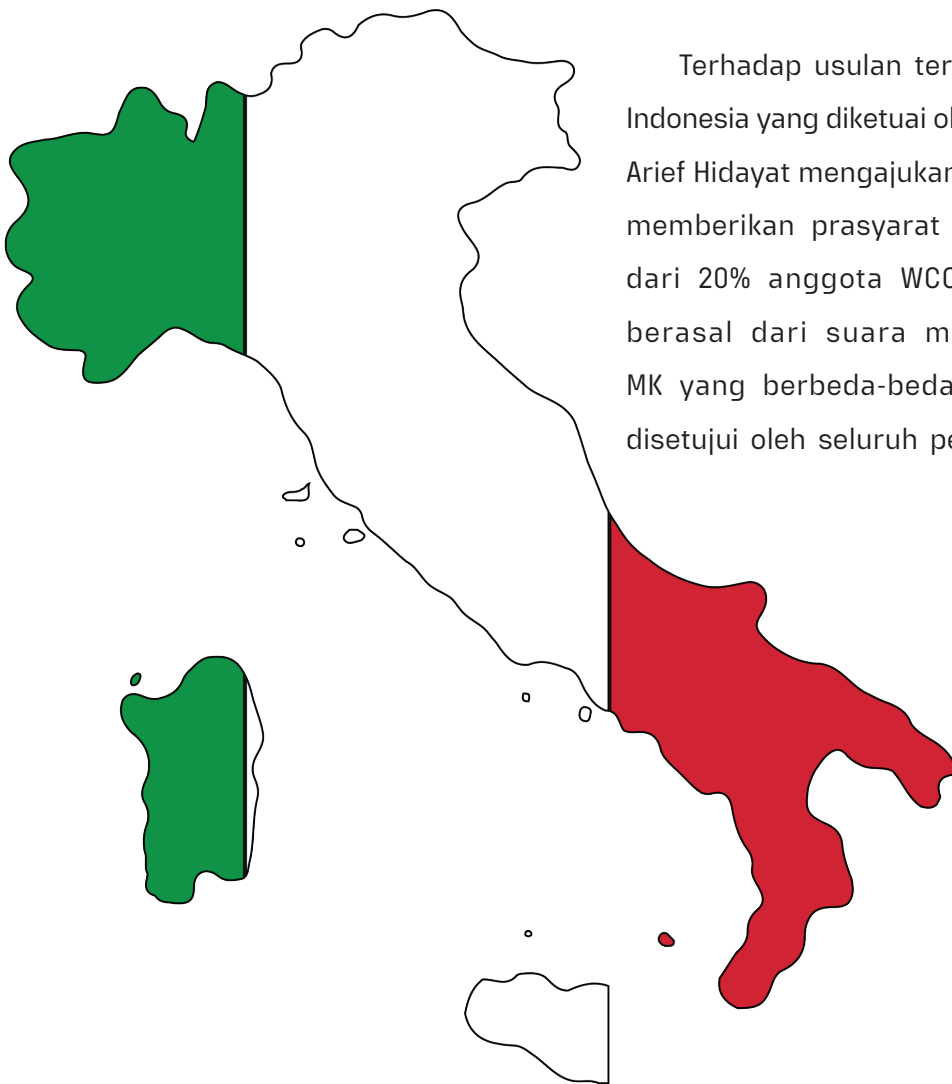 Terhadap usulan ter
Indonesia yang diketuai ol
Arief Hidayat mengajukan
memberikan prasyarat
dari 20% anggota WCC
berasal dari suara m
MK yang berbeda-beda
disetujui oleh seluruh pe